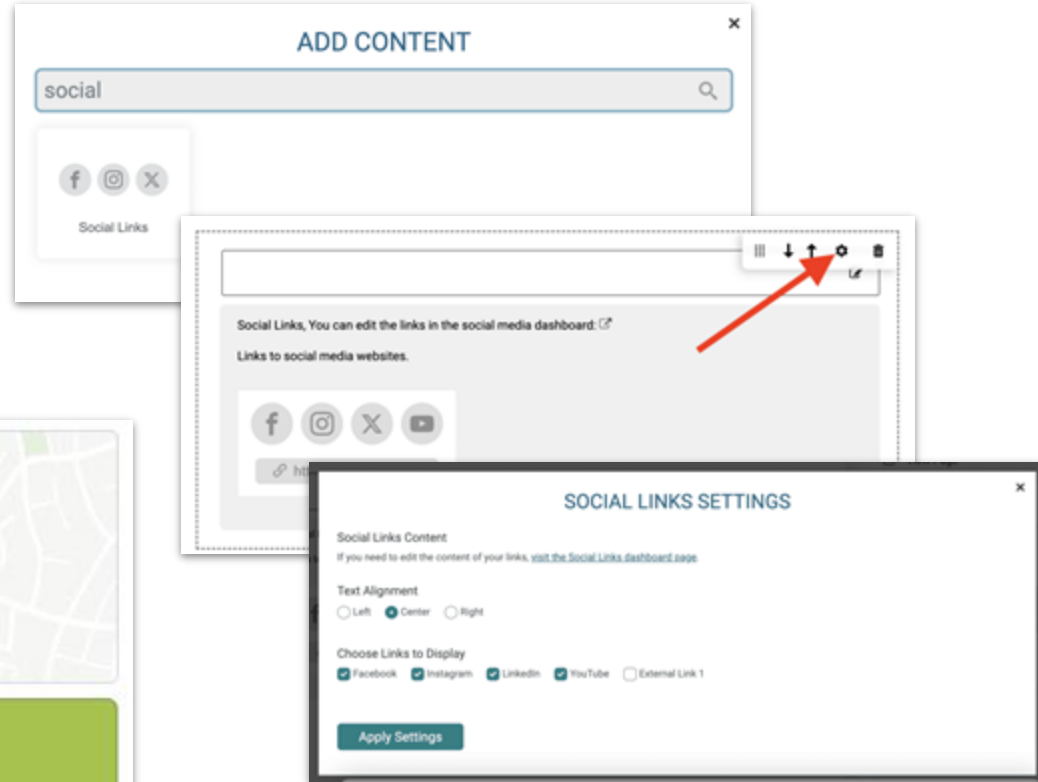 ADD CONTENT
social
Social Links
Social Links, You can edit the links in the social media dashboard:
Links to social media websites.
SOCIAL LINKS SETTINGS
Social Links Content
If you need to edit the content of your links, visit the Social Links dashboard page.
Text Alignment
Left Center Right
Choose Links to Display
Facebook Instagram LinkedIn YouTube External Link 1
Apply Settings